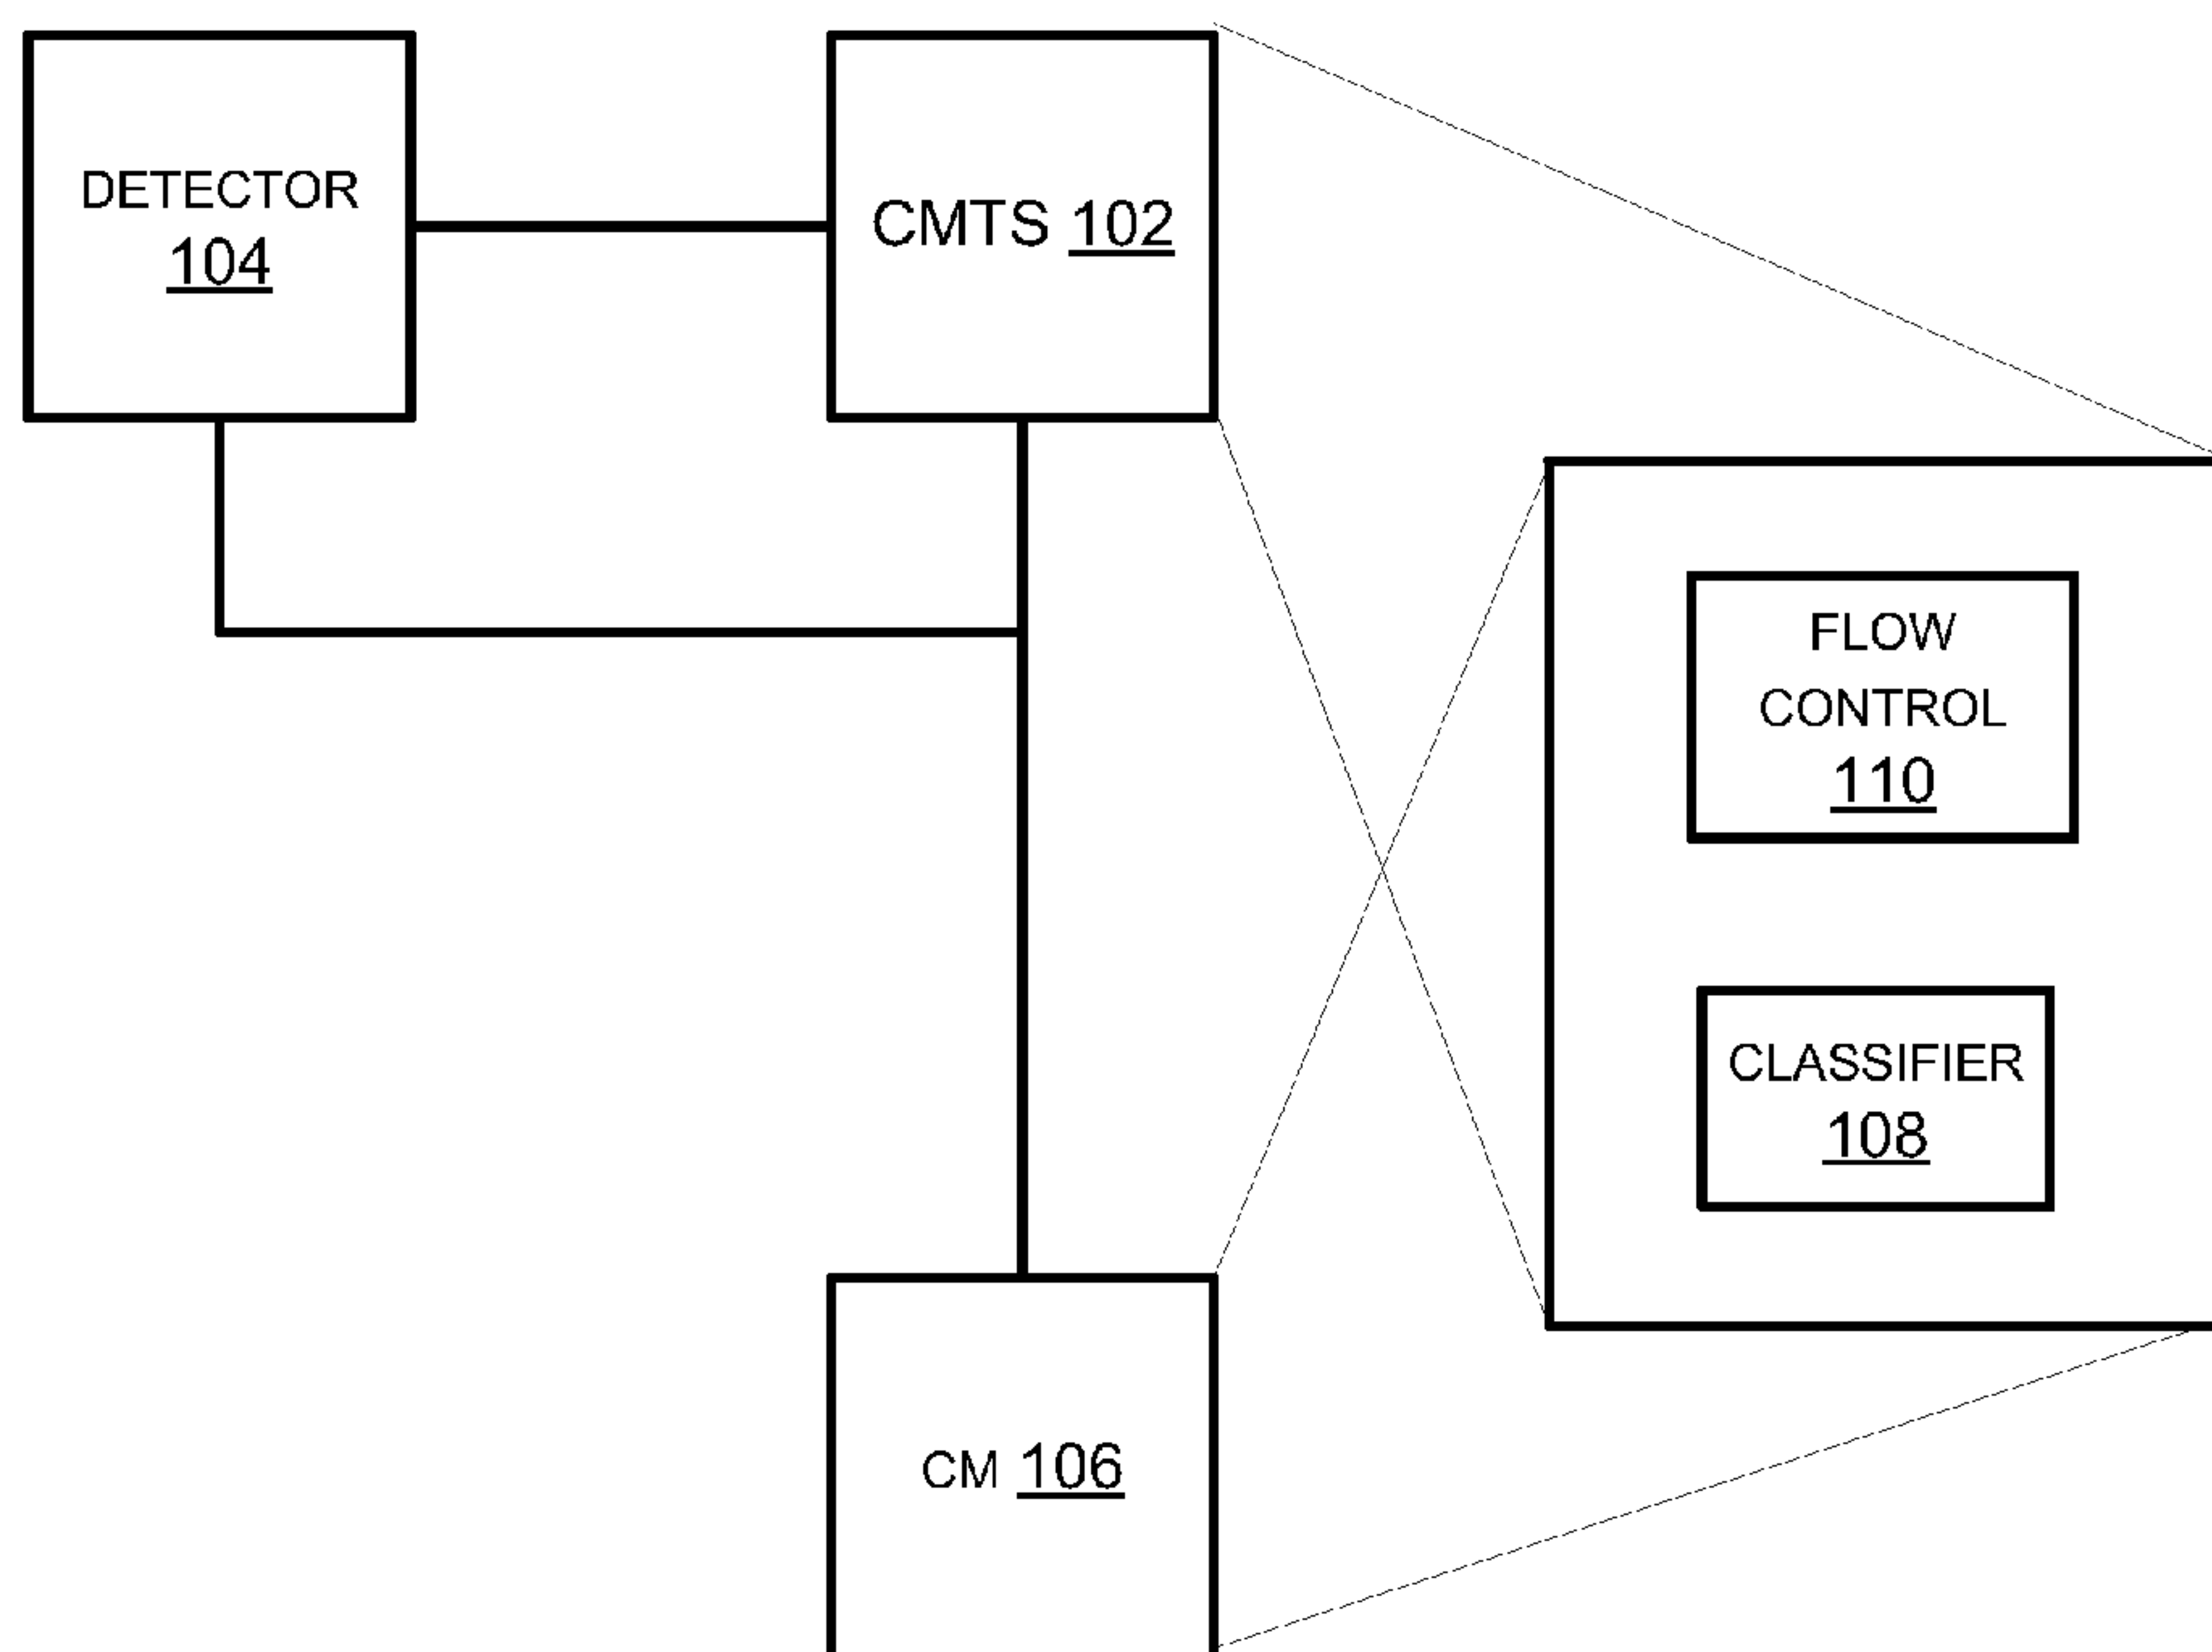 DETECTOR
104
CMTS 102
FLOW
CONTROL
110
CLASSIFIER
108
CM 106